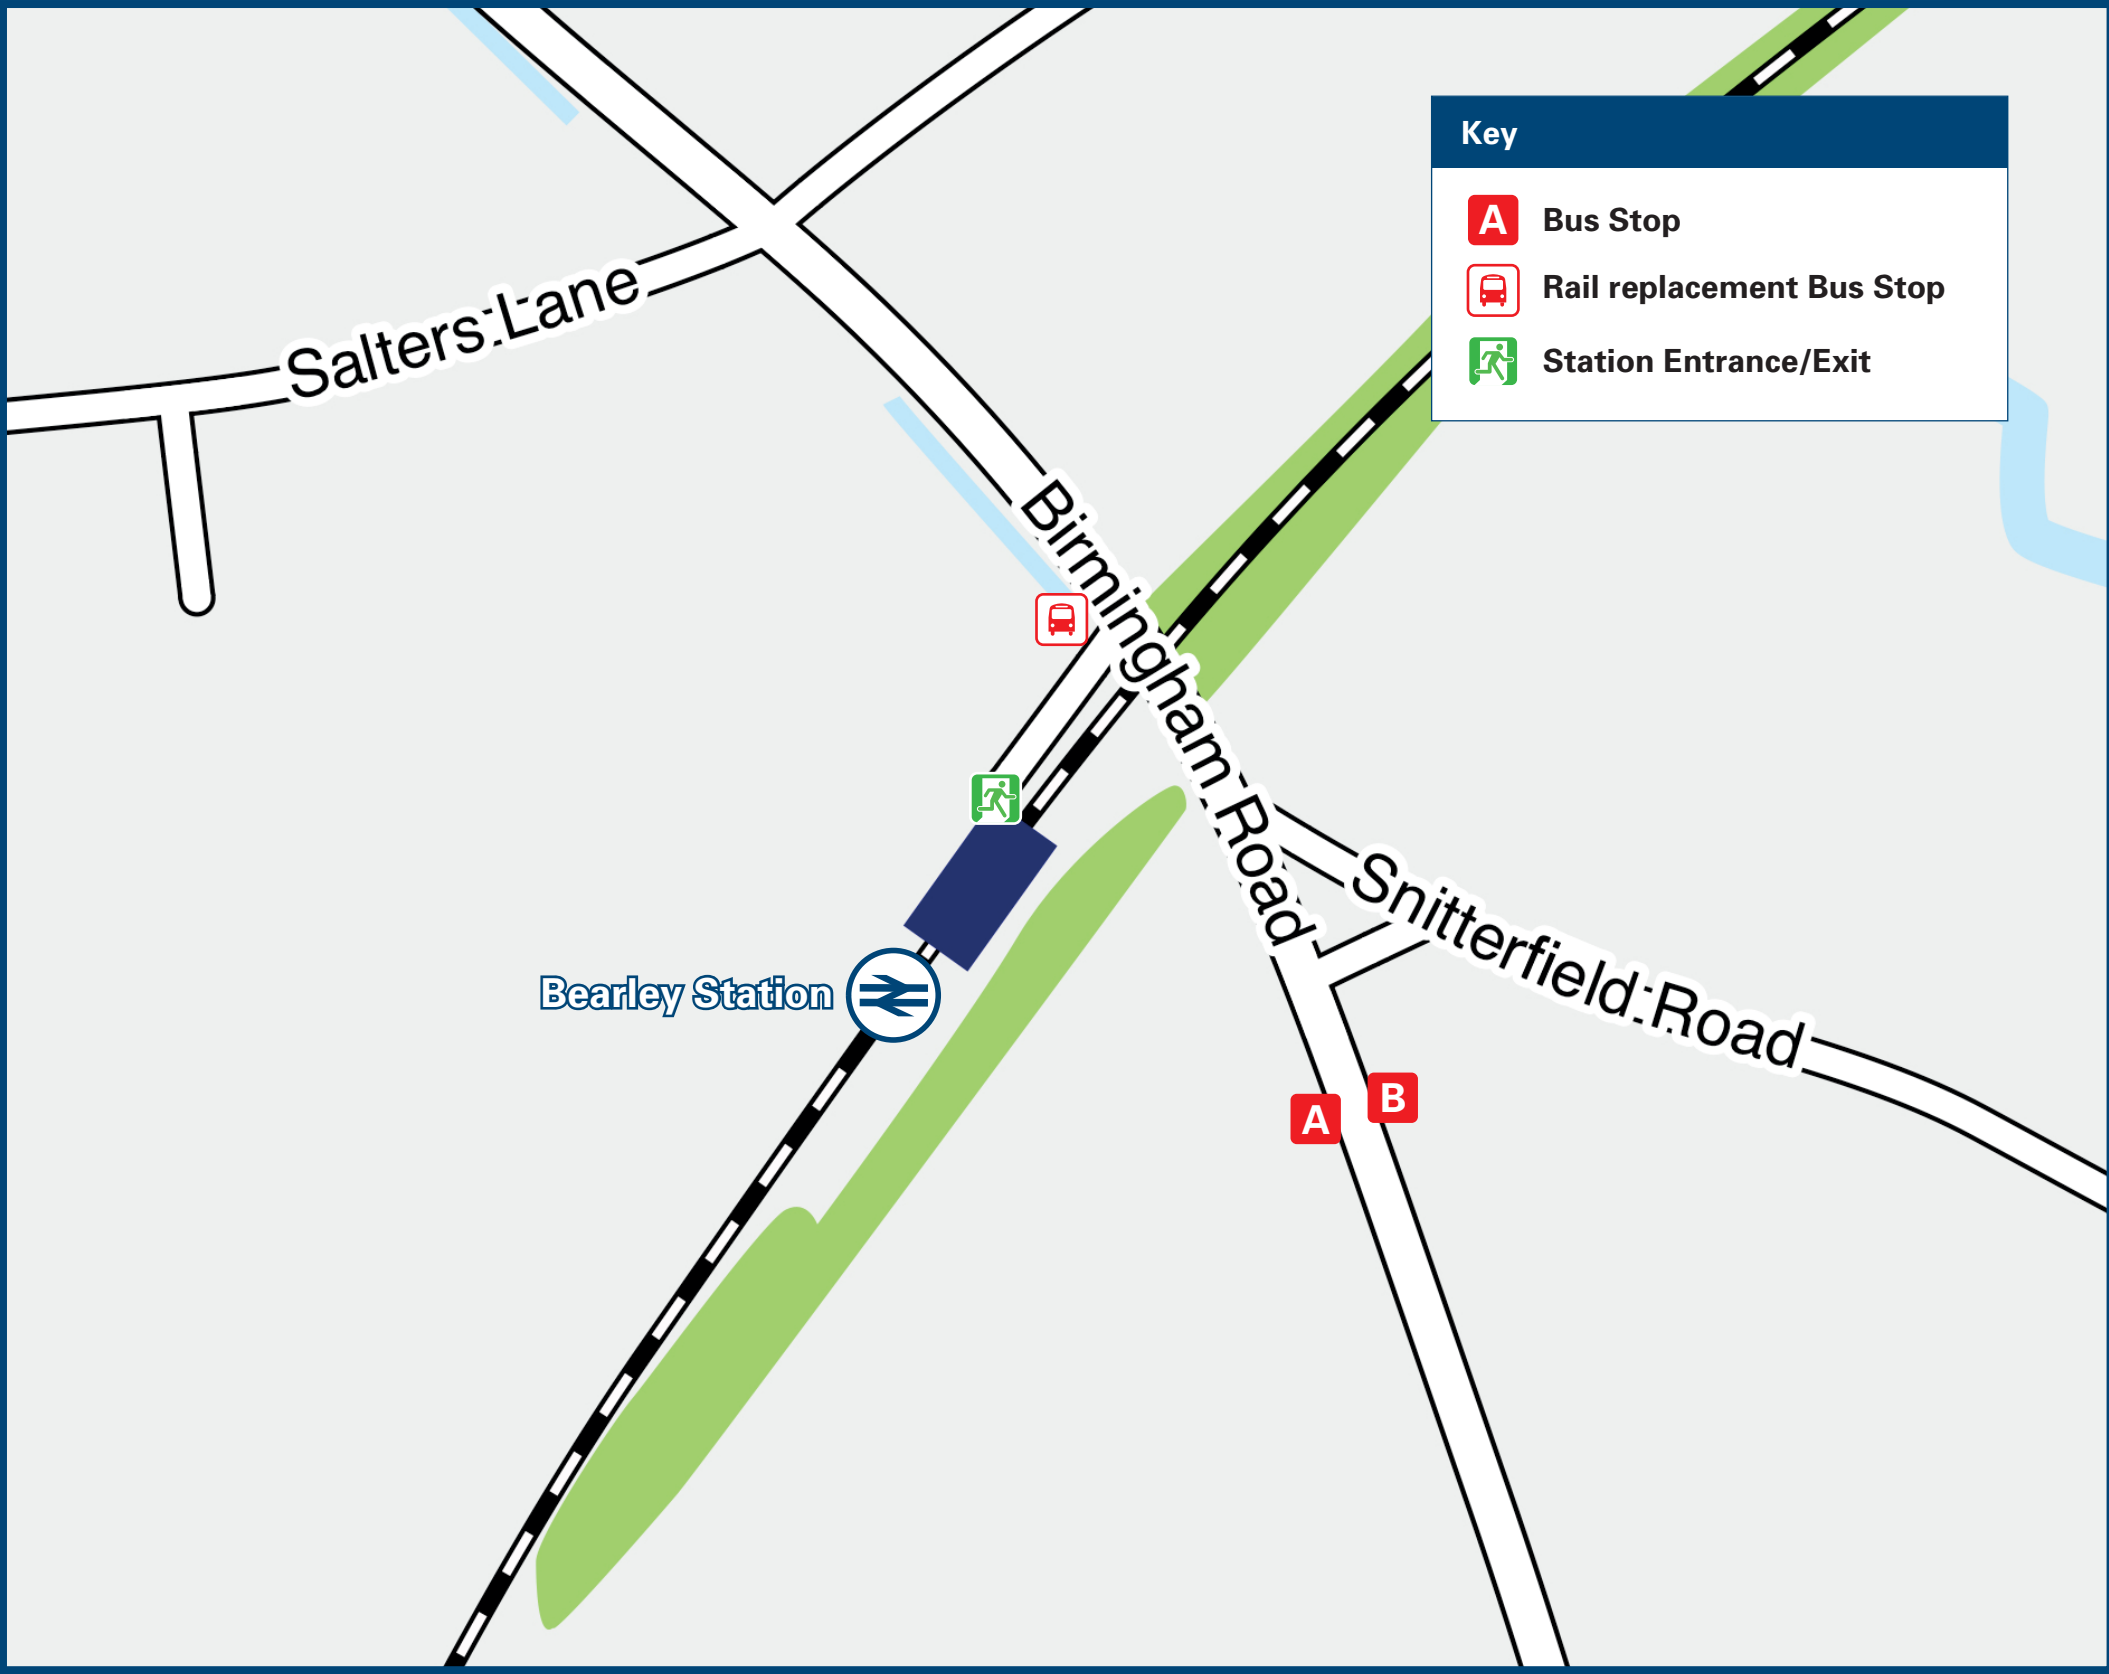 Key
A Bus Stop
Rail replacement Bus Stop
Station Entrance/Exit
Salters Lane
Birmingham Road
Snitterfield Road
Bearley Station
A
B